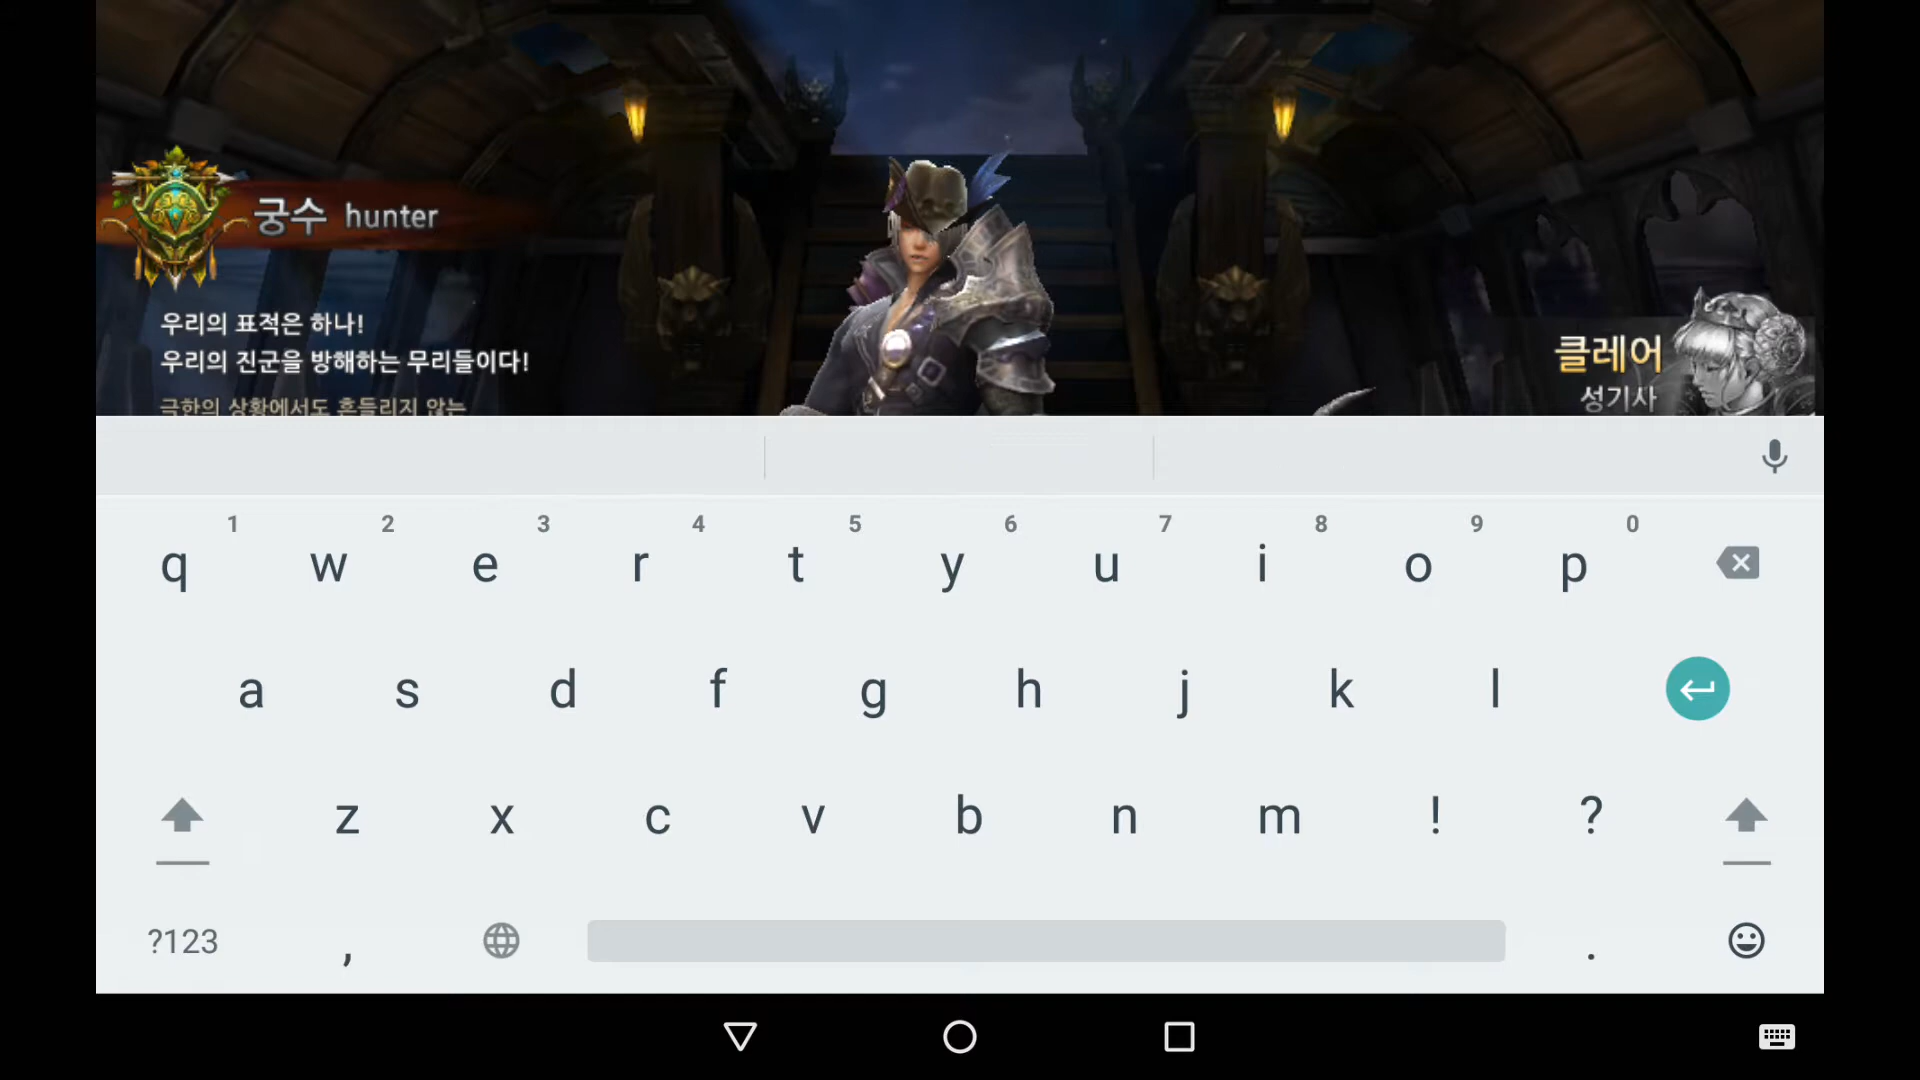 궁수 hunter
우리의 표적은 하나!
우리의 진군을 방해하는 무리들이다!
극한의 상황에서도 흔들리지 않는
클레어
성기사
1 2 3 4 5 6 7 8 9 0
q w e r t y u i o p
a s d f g h j k l
z x c v b n m ! ?
?123 , .